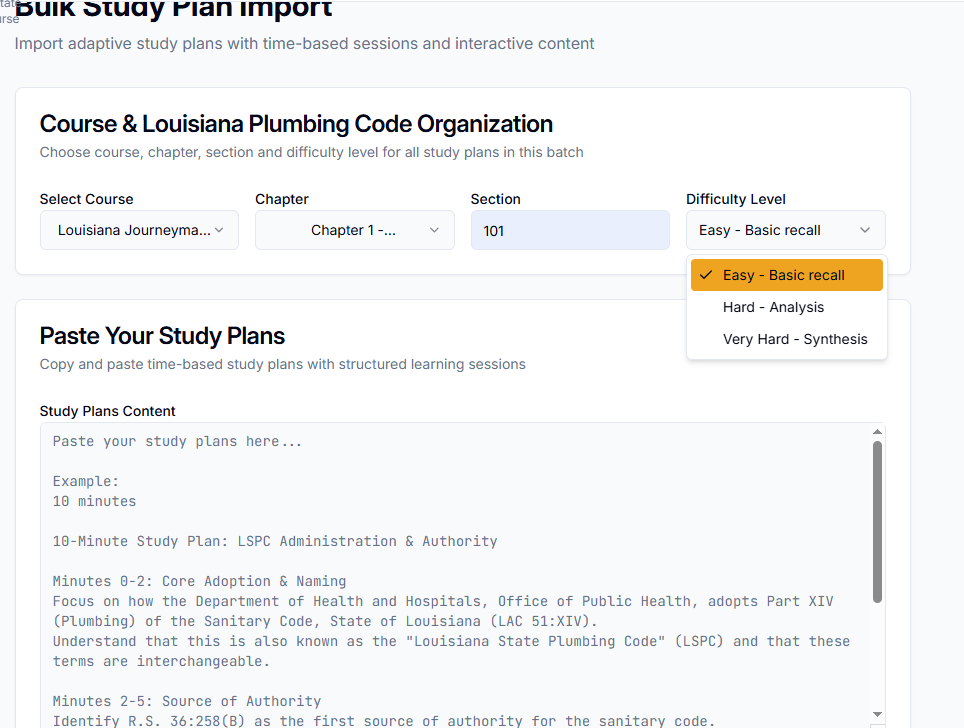 Bulk Study Plan Import
Import adaptive study plans with time-based sessions and interactive content
Course & Louisiana Plumbing Code Organization
Choose course, chapter, section and difficulty level for all study plans in this batch
Select Course
Chapter
Section
Difficulty Level
Louisiana Journeyma...
Chapter 1 -...
101
Easy - Basic recall
Easy - Basic recall
Hard - Analysis
Very Hard - Synthesis
Paste Your Study Plans
Copy and paste time-based study plans with structured learning sessions
Study Plans Content
Paste your study plans here...
Example:
10 minutes
10-Minute Study Plan: LSPC Administration & Authority
Minutes 0-2: Core Adoption & Naming
Focus on how the Department of Health and Hospitals, Office of Public Health, adopts Part XIV
(Plumbing) of the Sanitary Code, State of Louisiana (LAC 51:XIV).
Understand that this is also known as the "Louisiana State Plumbing Code" (LSPC) and that these
terms are interchangeable.
Minutes 2-5: Source of Authority
Identify R.S. 36:258(B) as the first source of authority for the sanitary code.